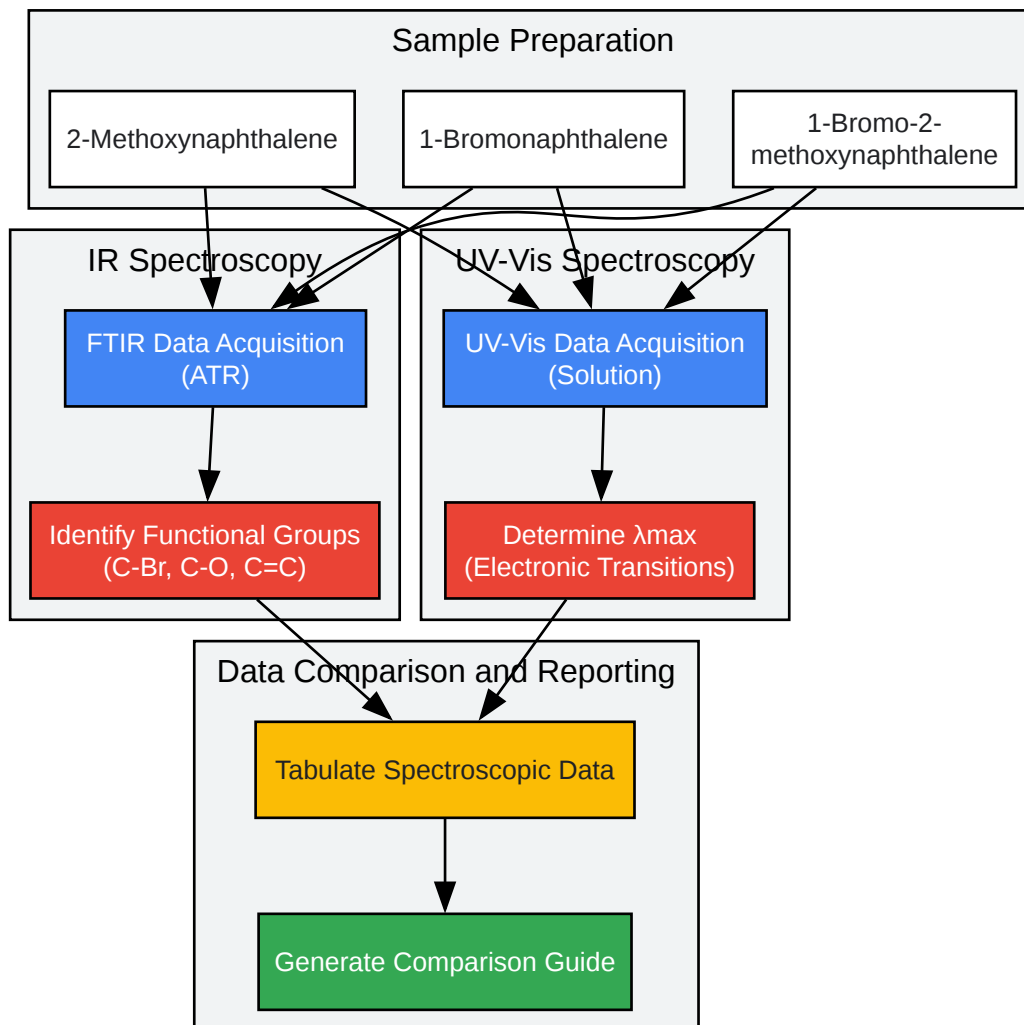 Sample Preparation
2-Methoxynaphthalene
1-Bromonaphthalene
1-Bromo-2-
methoxynaphthalene
IR Spectroscopy
UV-Vis Spectroscopy
FTIR Data Acquisition
(ATR)
UV-Vis Data Acquisition
(Solution)
Identify Functional Groups
(C-Br, C-O, C=C)
Determine λmax
(Electronic Transitions)
Data Comparison and Reporting
Tabulate Spectroscopic Data
Generate Comparison Guide